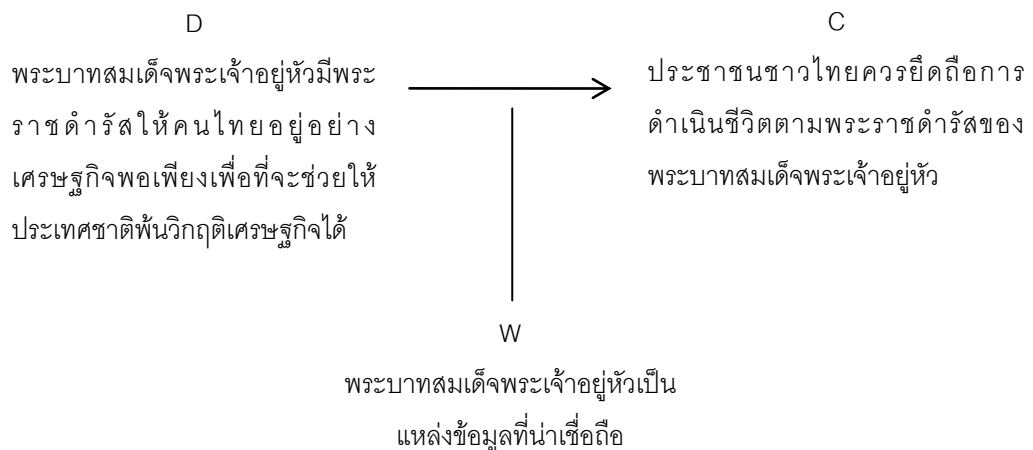 D
พระบาทสมเด็จพระเจ้าอยู่หัวมีพระ
ราชดำรัสให้คนไทยอยู่อย่าง
เศรษฐกิจพอเพียงเพื่อที่จะช่วยให้
ประเทศชาติพ้นวิกฤติเศรษฐกิจได้
C
ประชาชนชาวไทยควรยึดถือการ
ดำเนินชีวิตตามพระราชดำรัสของ
พระบาทสมเด็จพระเจ้าอยู่หัว
W
พระบาทสมเด็จพระเจ้าอยู่หัวเป็น
แหล่งข้อมูลที่น่าเชื่อถือ